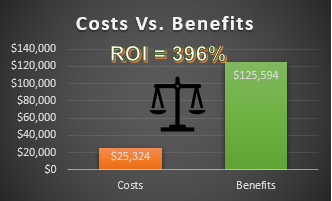 Costs Vs. Benefits
ROI = 396%
$140,000
$120,000
$100,000
$80,000
$60,000
$40,000
$20,000
$0
$25,324
$125,594
Costs
Benefits